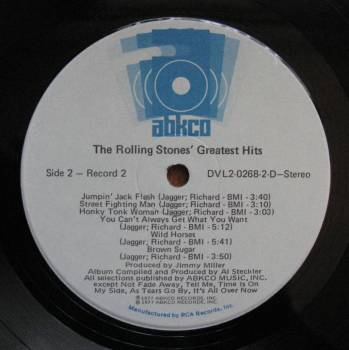 abkco
The Rolling Stones' Greatest Hits
Side 2 – Record 2
DVL2-0268-2-D–Stereo
Jumpin' Jack Flash (Jagger; Richard - BMI - 3:40)
Street Fighting Man (Jagger; Richard - BMI - 3:10)
Honky Tonk Woman (Jagger; Richard - BMI - 3:03)
You Can't Always Get What You Want
(Jagger; Richard - BMI - 5:12)
Wild Horses
(Jagger; Richard - BMI - 5:41)
Brown Sugar
(Jagger; Richard - BMI - 3:50)
Produced by Jimmy Miller
Album Compiled and Produced by Al Steckler
All selections published by ABKCO MUSIC, INC.
except Not Fade Away, Tell Me, Time Is On
My Side, As Tears Go By, It's All Over Now
©1977 ABKCO RECORDS, INC.
℗1977 ABKCO RECORDS, INC.
Manufactured by RCA Records, Inc.